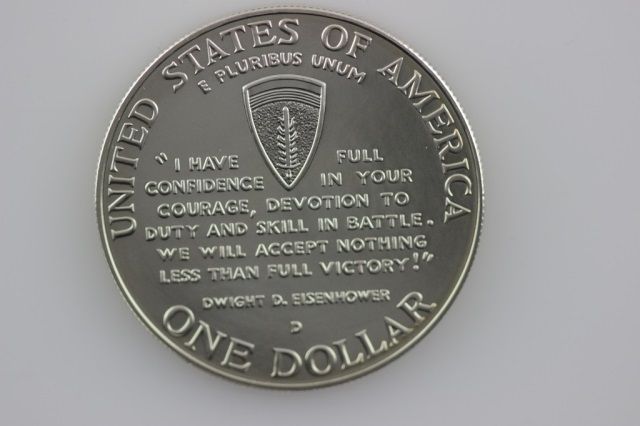 UNITED STATES OF AMERICA
E PLURIBUS UNUM
"I HAVE FULL
CONFIDENCE IN YOUR
COURAGE, DEVOTION TO
DUTY AND SKILL IN BATTLE.
WE WILL ACCEPT NOTHING
LESS THAN FULL VICTORY!"
DWIGHT D. EISENHOWER
D
ONE DOLLAR